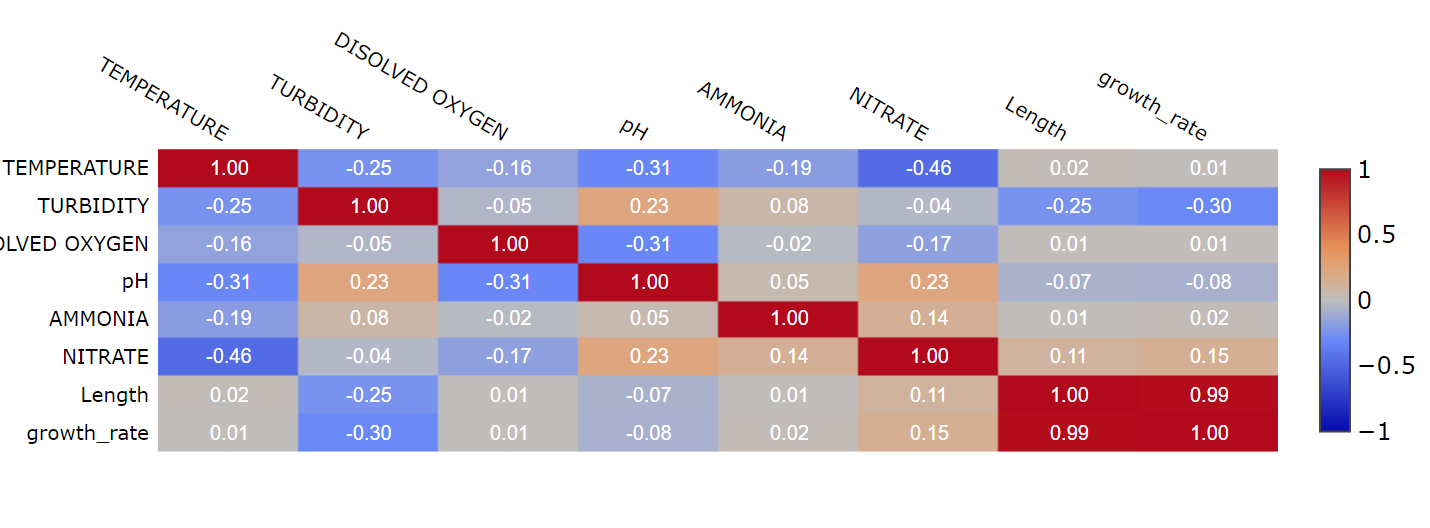 TEMPERATURE TURBIDITY DISOLVED OXYGEN pH AMMONIA NITRATE Length growth_rate
TEMPERATURE 1.00 -0.25 -0.16 -0.31 -0.19 -0.46 0.02 0.01
TURBIDITY -0.25 1.00 -0.05 0.23 0.08 -0.04 -0.25 -0.30
OLVED OXYGEN -0.16 -0.05 1.00 -0.31 -0.02 -0.17 0.01 0.01
pH -0.31 0.23 -0.31 1.00 0.05 0.23 -0.07 -0.08
AMMONIA -0.19 0.08 -0.02 0.05 1.00 0.14 0.01 0.02
NITRATE -0.46 -0.04 -0.17 0.23 0.14 1.00 0.11 0.15
Length 0.02 -0.25 0.01 -0.07 0.01 0.11 1.00 0.99
growth_rate 0.01 -0.30 0.01 -0.08 0.02 0.15 0.99 1.00
1
0.5
0
−0.5
−1